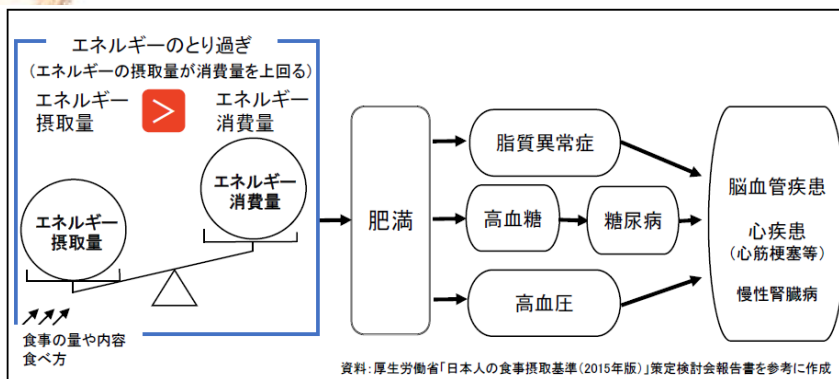 エネルギーのとり過ぎ
(エネルギーの摂取量が消費量を上回る)
エネルギー
摂取量
>
エネルギー
消費量
エネルギー
摂取量
エネルギー
消費量
食事の量や内容
食べ方
肥満
脂質異常症
高血糖
糖尿病
高血圧
脳血管疾患
心疾患
(心筋梗塞等)
慢性腎臓病
資料:厚生労働省「日本人の食事摂取基準(2015年版)」策定検討会報告書を参考に作成